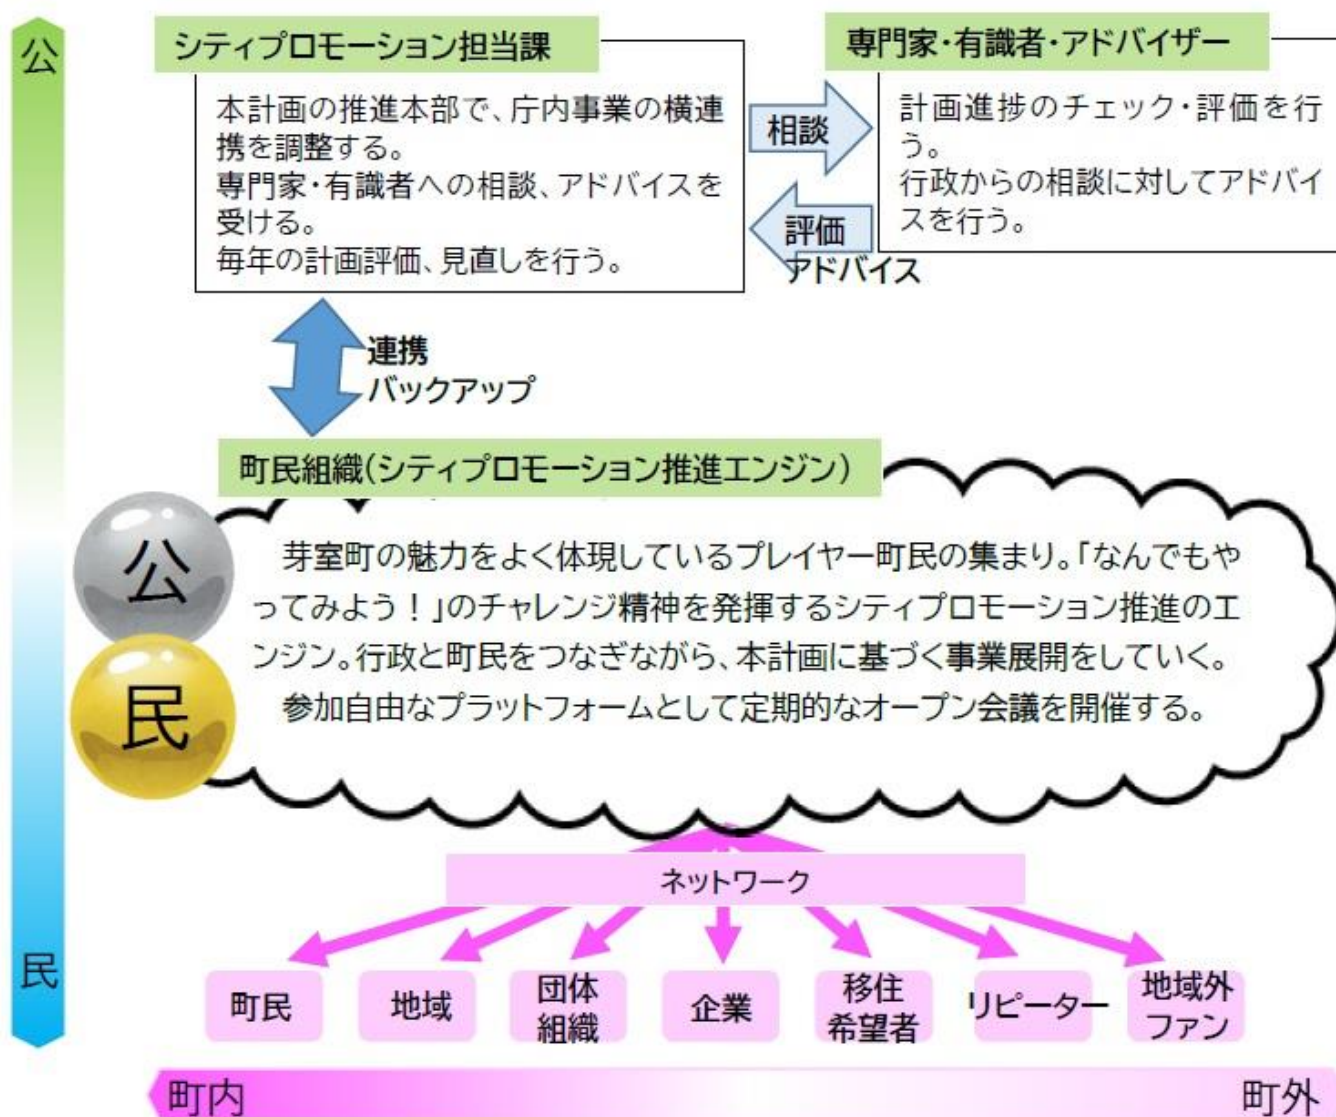 公
シティプロモーション担当課
本計画の推進本部で、庁内事業の横連
携を調整する。
専門家・有識者への相談、アドバイスを
受ける。
毎年の計画評価、見直しを行う。
相談
評価
アドバイス
専門家・有識者・アドバイザー
計画進捗のチェック・評価を行
う。
行政からの相談に対してアドバイ
スを行う。
連携
バックアップ
町民組織(シティプロモーション推進エンジン)
公
民
芽室町の魅力をよく体現しているプレイヤー町民の集まり。「なんでもや
ってみよう！」のチャレンジ精神を発揮するシティプロモーション推進のエ
ンジン。行政と町民をつなぎながら、本計画に基づく事業展開をしていく。
参加自由なプラットフォームとして定期的なオープン会議を開催する。
ネットワーク
民
町民
地域
団体
組織
企業
移住
希望者
リピーター
地域外
ファン
町内
町外